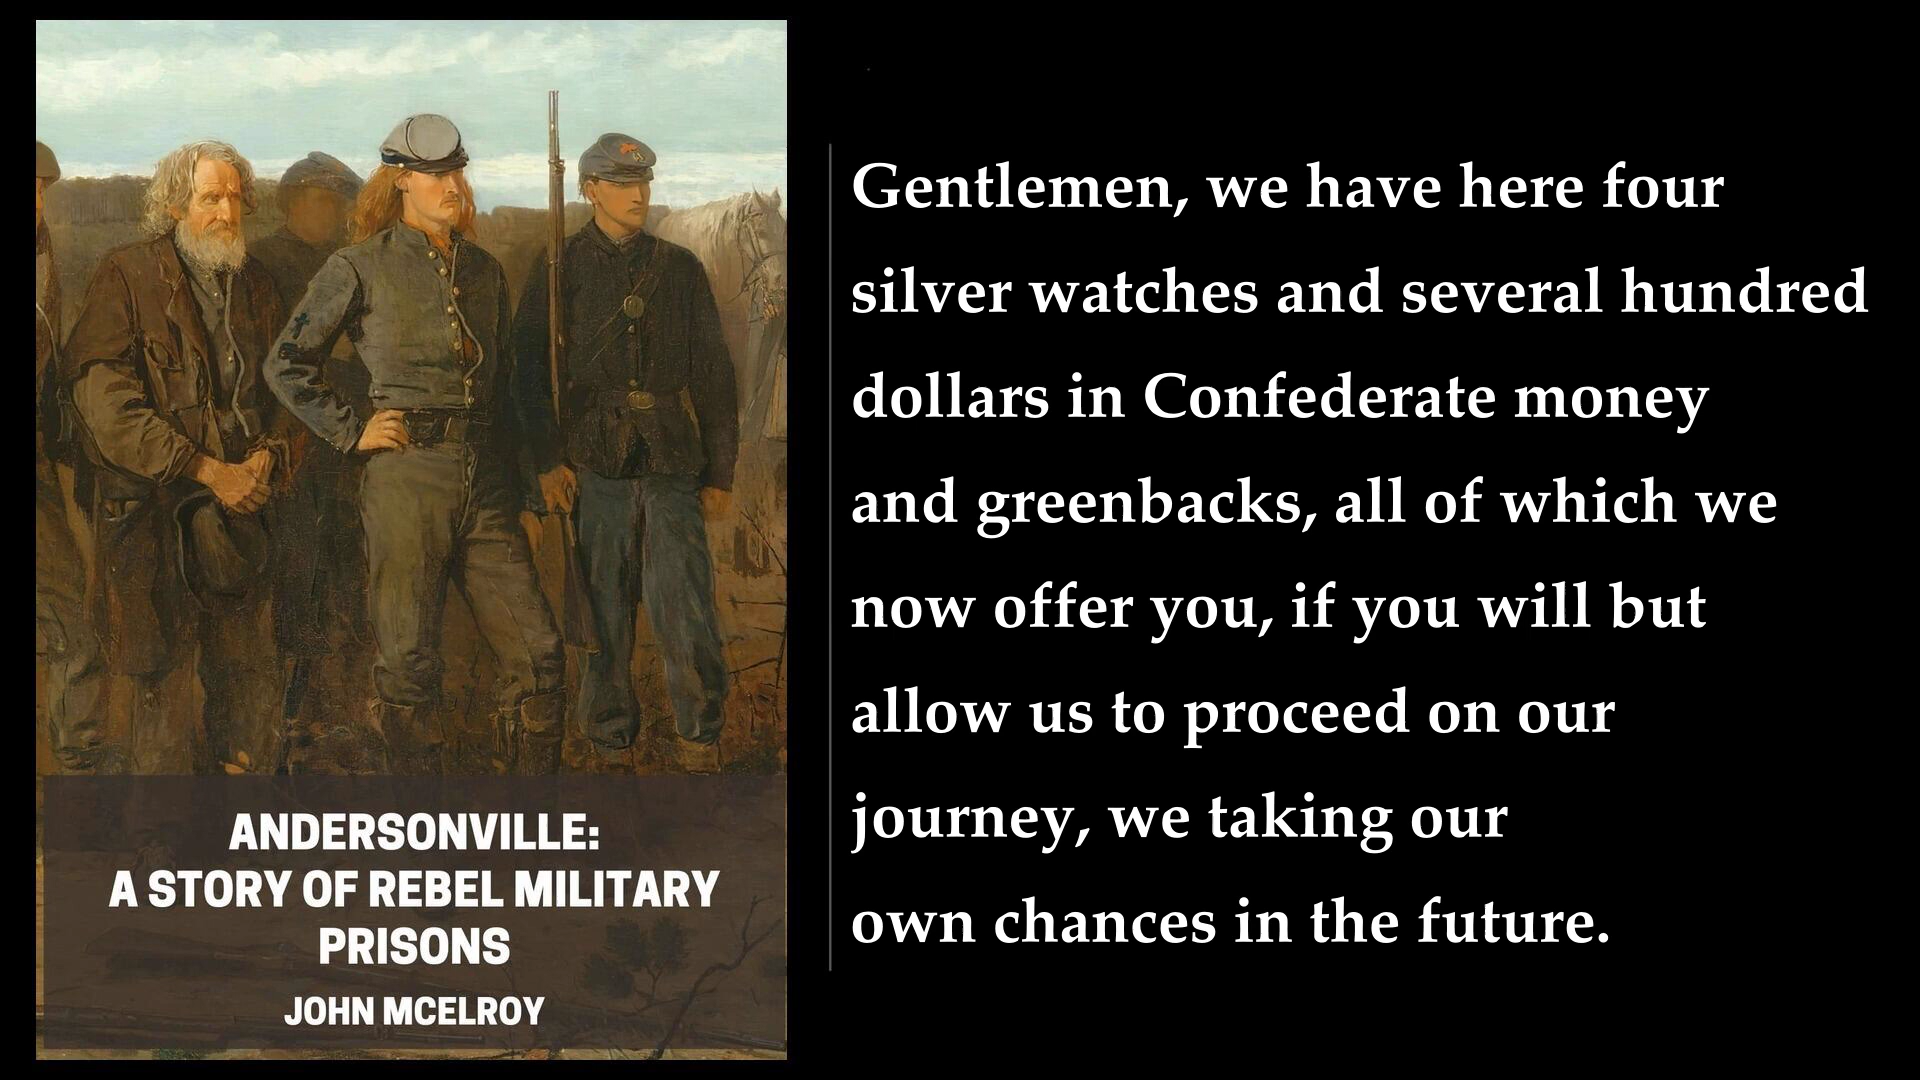 ANDERSONVILLE:
A STORY OF REBEL MILITARY
PRISONS
JOHN MCELROY
Gentlemen, we have here four
silver watches and several hundred
dollars in Confederate money
and greenbacks, all of which we
now offer you, if you will but
allow us to proceed on our
journey, we taking our
own chances in the future.